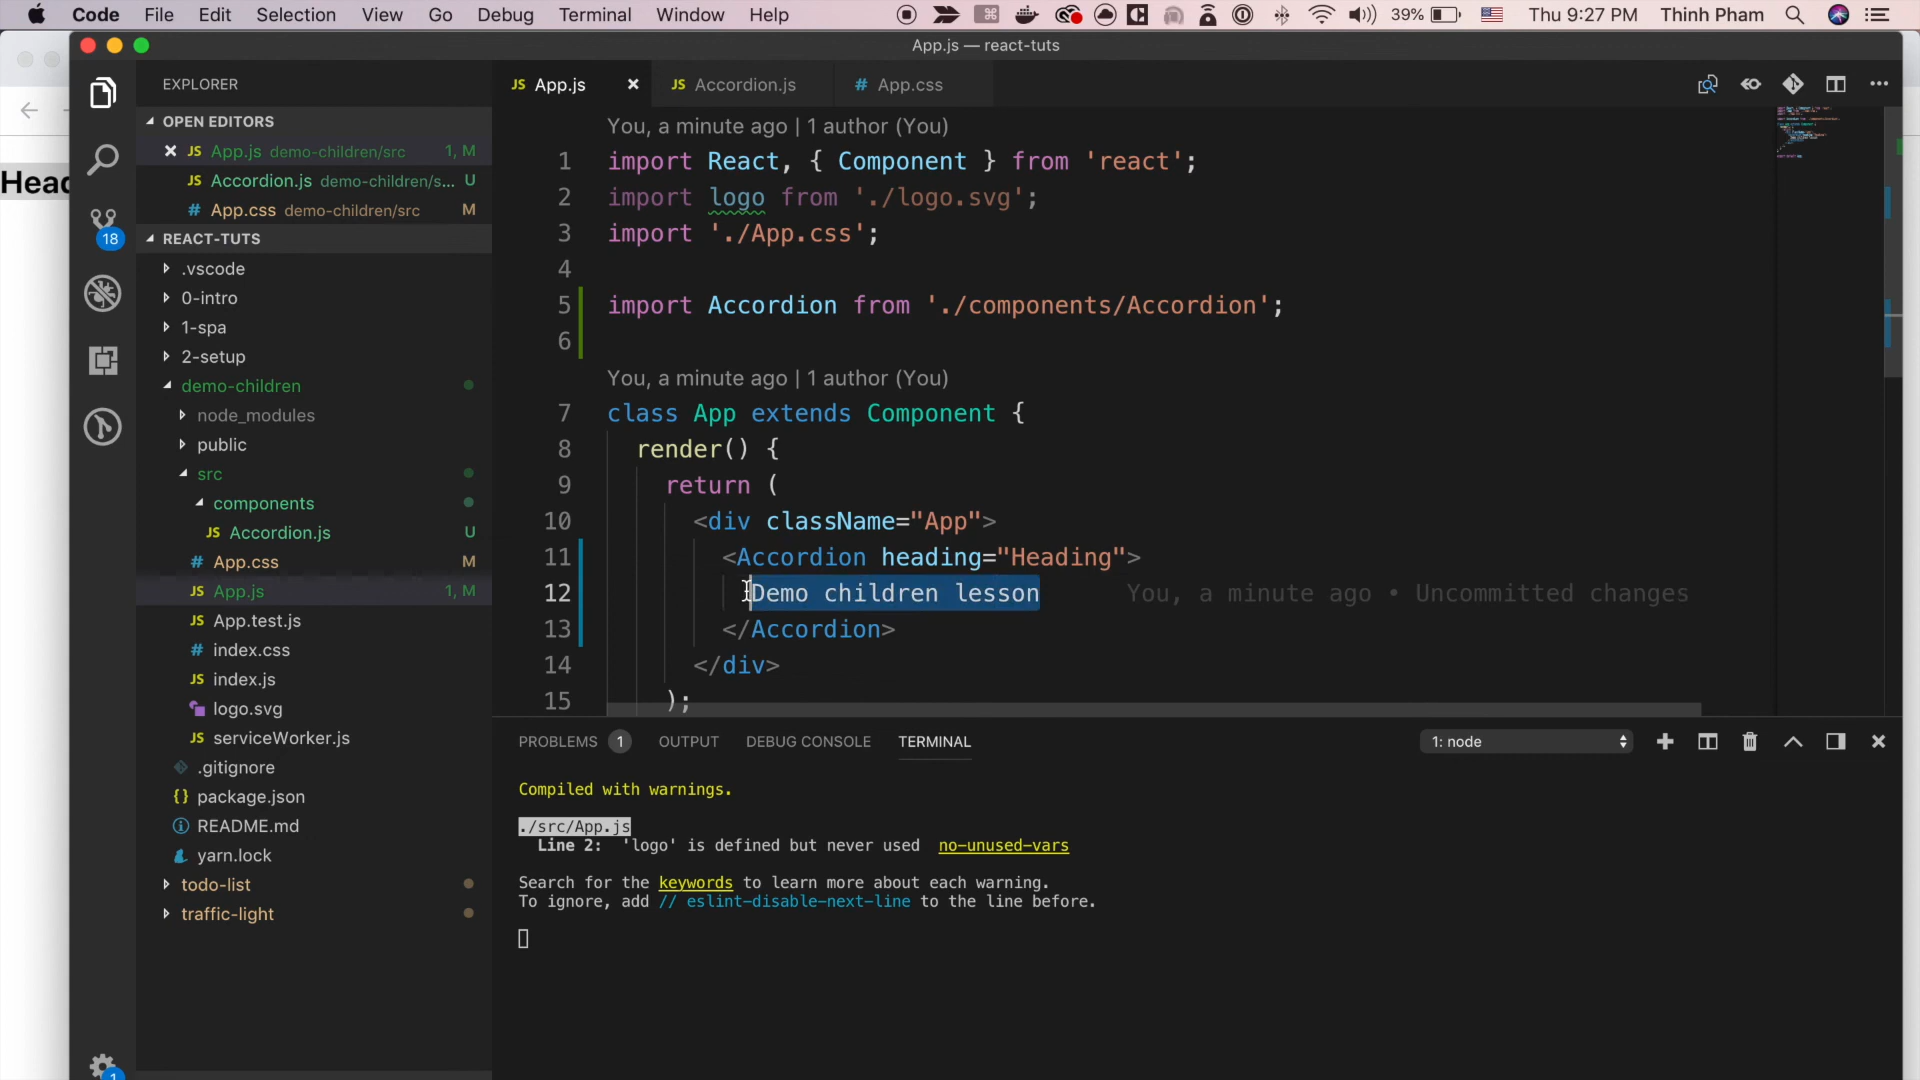 Code File Edit Selection View Go Debug Terminal Window Help 39% Thu 9:27 PM Thinh Pham
App.js — react-tuts
Head
EXPLORER
OPEN EDITORS
JS App.js demo-children/src 1, M
JS Accordion.js demo-children/s... U
# App.css demo-children/src M
18
REACT-TUTS
.vscode
0-intro
1-spa
2-setup
demo-children
node_modules
public
src
components
JS Accordion.js U
# App.css M
JS App.js 1, M
JS App.test.js
# index.css
JS index.js
logo.svg
JS serviceWorker.js
.gitignore
{} package.json
README.md
yarn.lock
todo-list
traffic-light
1
JS App.js
JS Accordion.js
# App.css
You, a minute ago | 1 author (You)
1 import React, { Component } from 'react';
2 import logo from './logo.svg';
3 import './App.css';
4
5 import Accordion from './components/Accordion';
6
You, a minute ago | 1 author (You)
7 class App extends Component {
8 render() {
9 return (
10 <div className="App">
11 <Accordion heading="Heading">
12 Demo children lesson You, a minute ago • Uncommitted changes
13 </Accordion>
14 </div>
15 );
PROBLEMS 1 OUTPUT DEBUG CONSOLE TERMINAL 1: node
Compiled with warnings.
./src/App.js
Line 2: 'logo' is defined but never used no-unused-vars
Search for the keywords to learn more about each warning.
To ignore, add // eslint-disable-next-line to the line before.